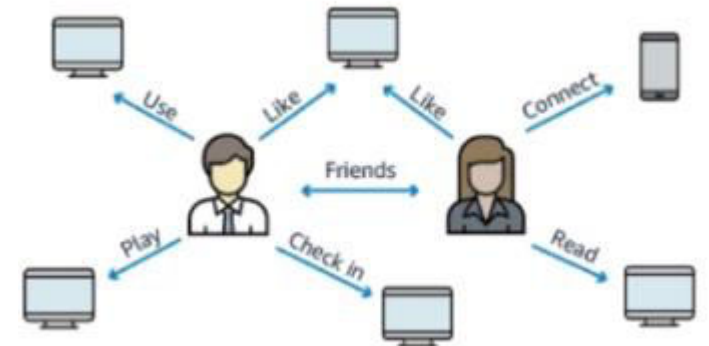 Use
Like
Like
Connect
Friends
Play
Check in
Read